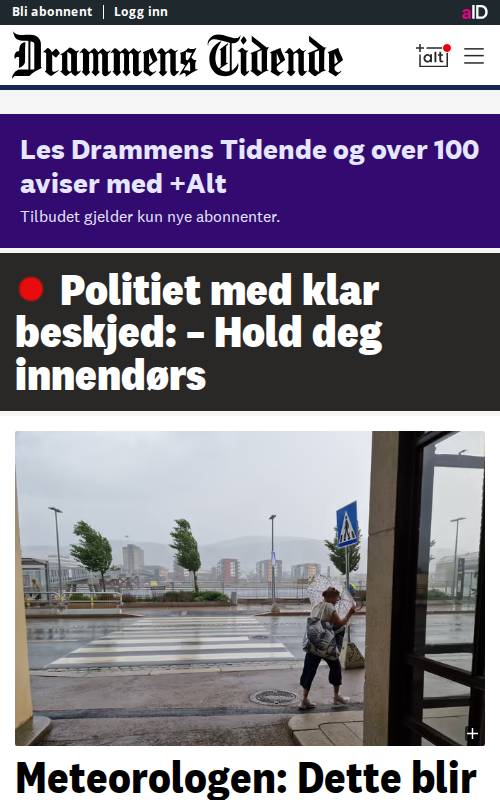 Bli abonnent | Logg inn
aID
Drammens Tidende
+alt
Les Drammens Tidende og over 100
aviser med +Alt
Tilbudet gjelder kun nye abonnenter.
Politiet med klar
beskjed: – Hold deg
innendørs
Meteorologen: Dette blir